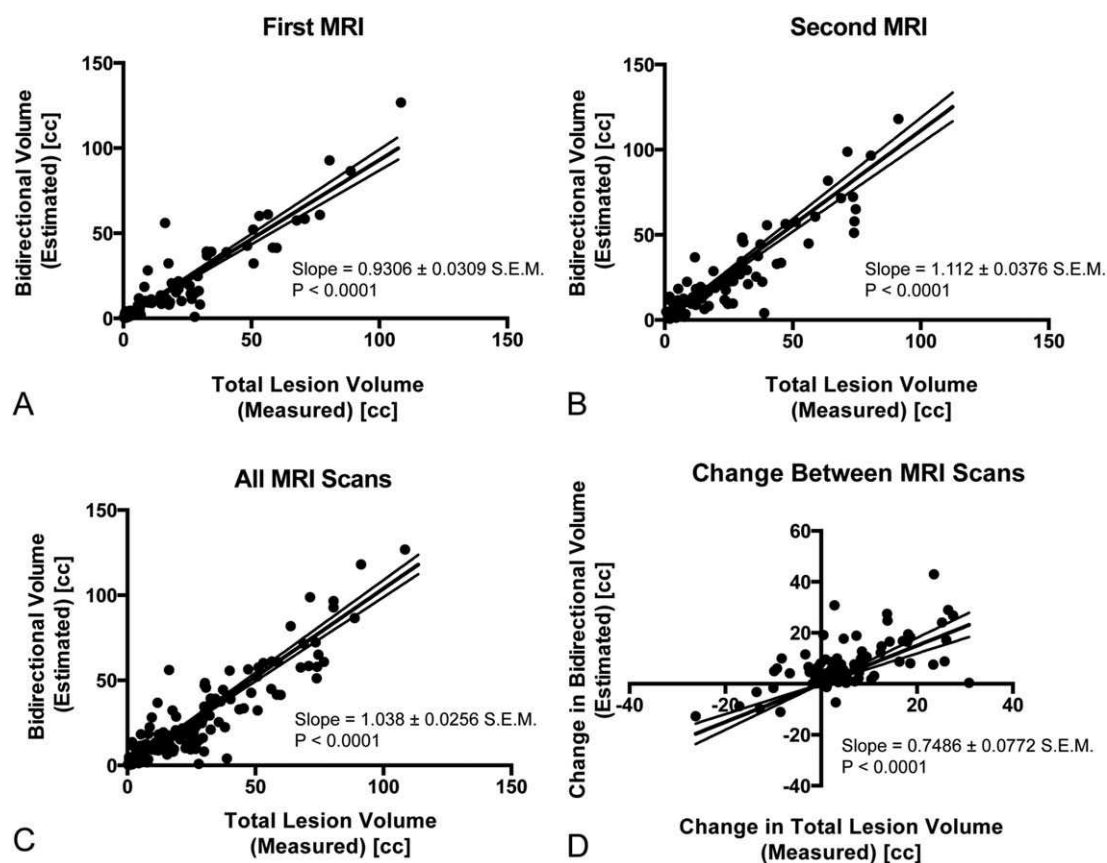 First MRI
150
100
50
0
0
50
100
150
Bidirectional Volume
(Estimated) [cc]
Slope = 0.9306 ± 0.0309 S.E.M.
P < 0.0001
Total Lesion Volume
(Measured) [cc]
A
Second MRI
150
100
50
0
0
50
100
150
Bidirectional Volume
(Estimated) [cc]
Slope = 1.112 ± 0.0376 S.E.M.
P < 0.0001
Total Lesion Volume
(Measured) [cc]
B
All MRI Scans
150
100
50
0
0
50
100
150
Bidirectional Volume
(Estimated) [cc]
Slope = 1.038 ± 0.0256 S.E.M.
P < 0.0001
Total Lesion Volume
(Measured) [cc]
C
Change Between MRI Scans
60
40
20
-20
-40
-40
-20
20
40
Change in Bidirectional Volume
(Estimated) [cc]
Slope = 0.7486 ± 0.0772 S.E.M.
P < 0.0001
Change in Total Lesion Volume
(Measured) [cc]
D